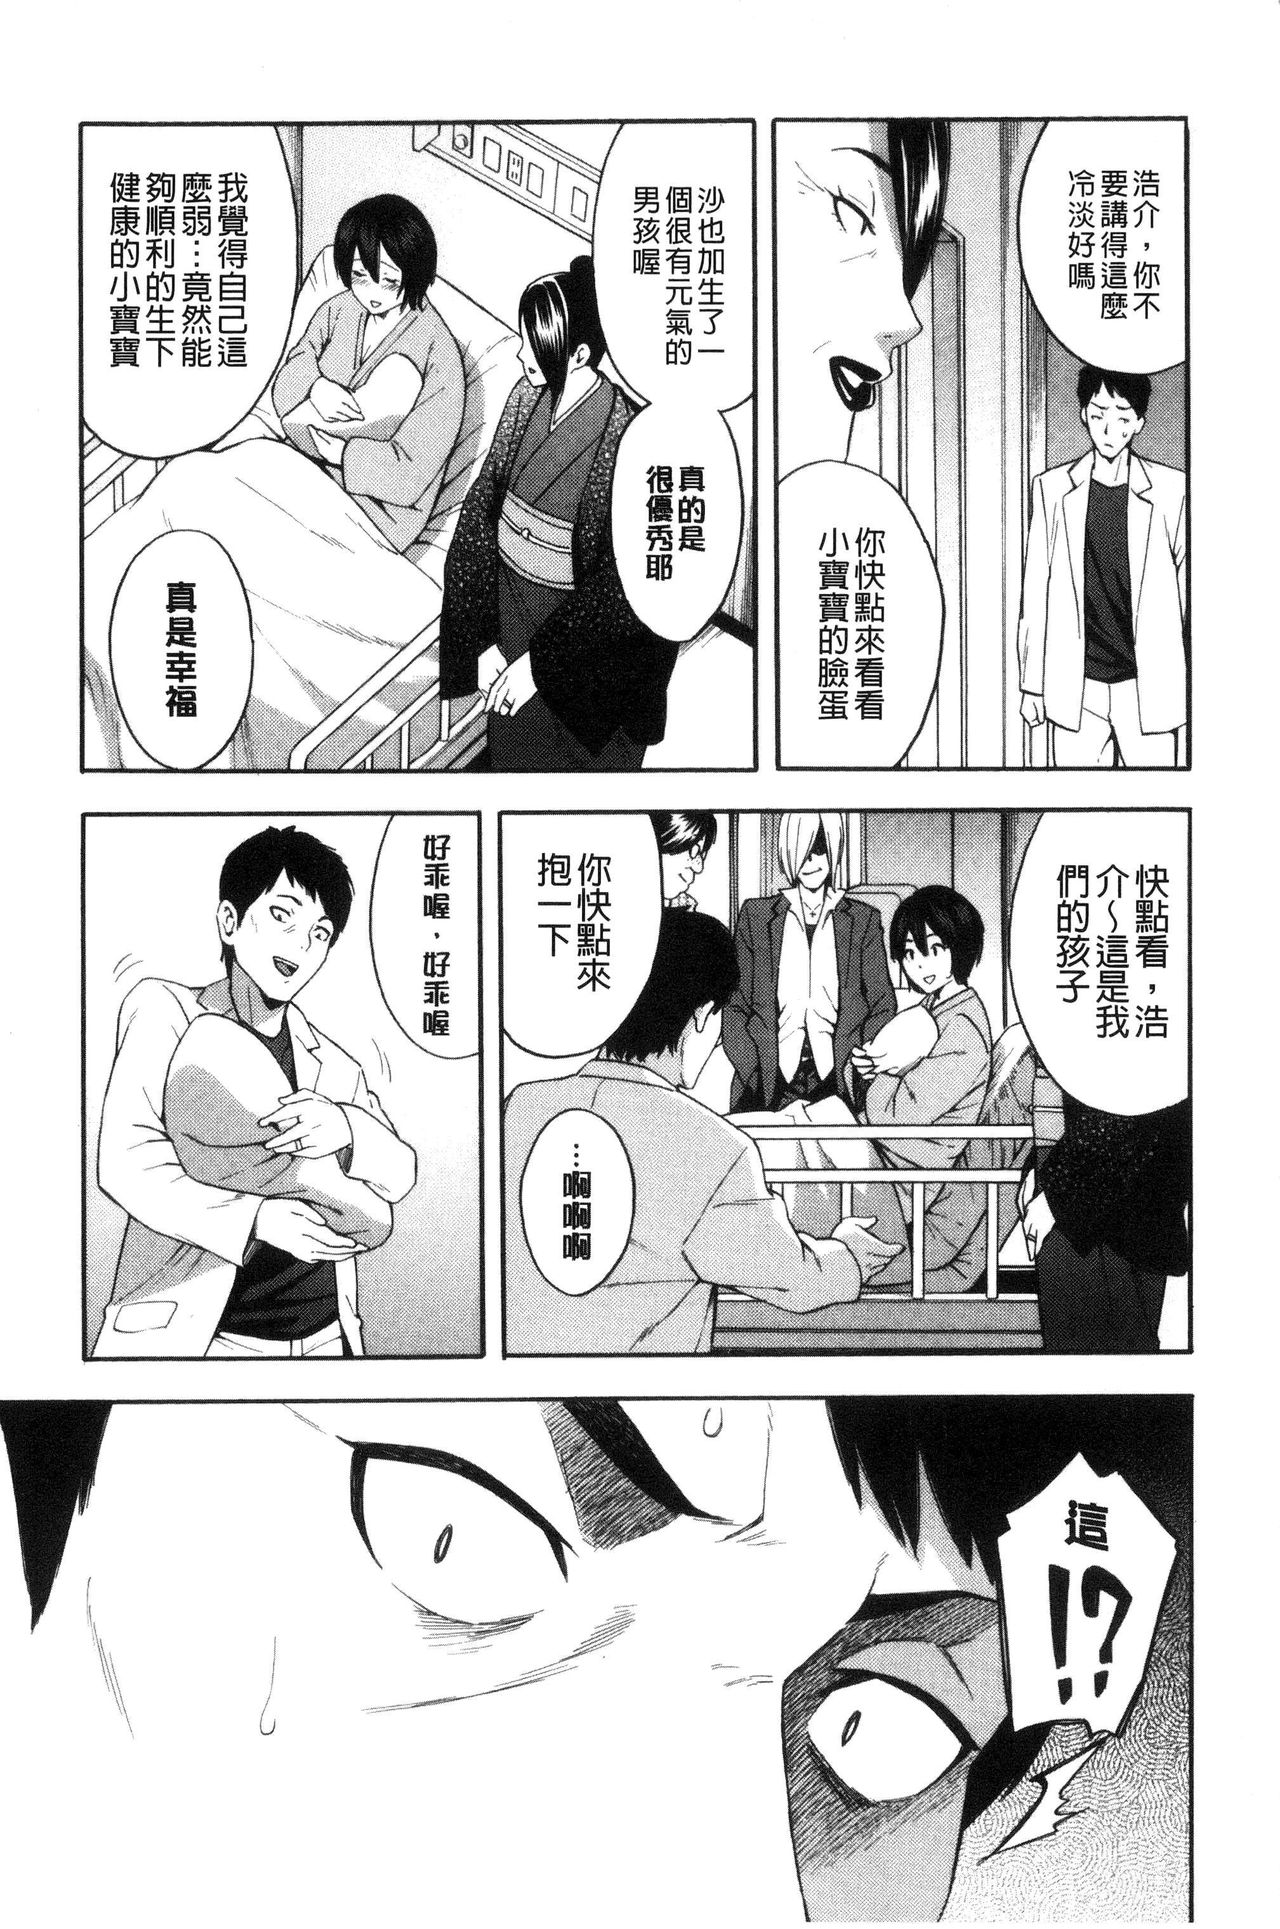 浩介，你不
要講得這麼
冷淡好嗎
你快點來看看
小寶寶的臉蛋
沙也加生了一
個很有元氣的
男孩喔
真的是
很優秀耶
我覺得自己這
麼弱…竟然能
夠順利的生下
健康的小寶寶
真是幸福
快點看，浩
介～這是我
們的孩子
你快點來
抱一下
好乖喔，好乖喔
這
!?